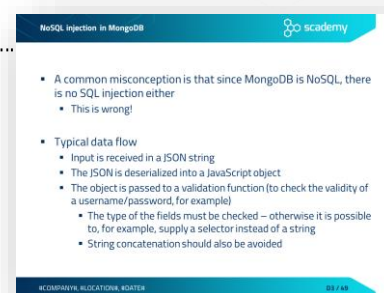 NoSQL injection in MongoDB
scademy
▪ A common misconception is that since MongoDB is NoSQL, there
is no SQL injection either
▪ This is wrong!
▪ Typical data flow
▪ Input is received in a JSON string
▪ The JSON is deserialized into a JavaScript object
▪ The object is passed to a validation function (to check the validity of
a username/password, for example)
▪ The type of the fields must be checked – otherwise it is possible
to, for example, supply a selector instead of a string
▪ String concatenation should also be avoided
#COMPANY#, #LOCATION#, #DATE#
D3 / 49